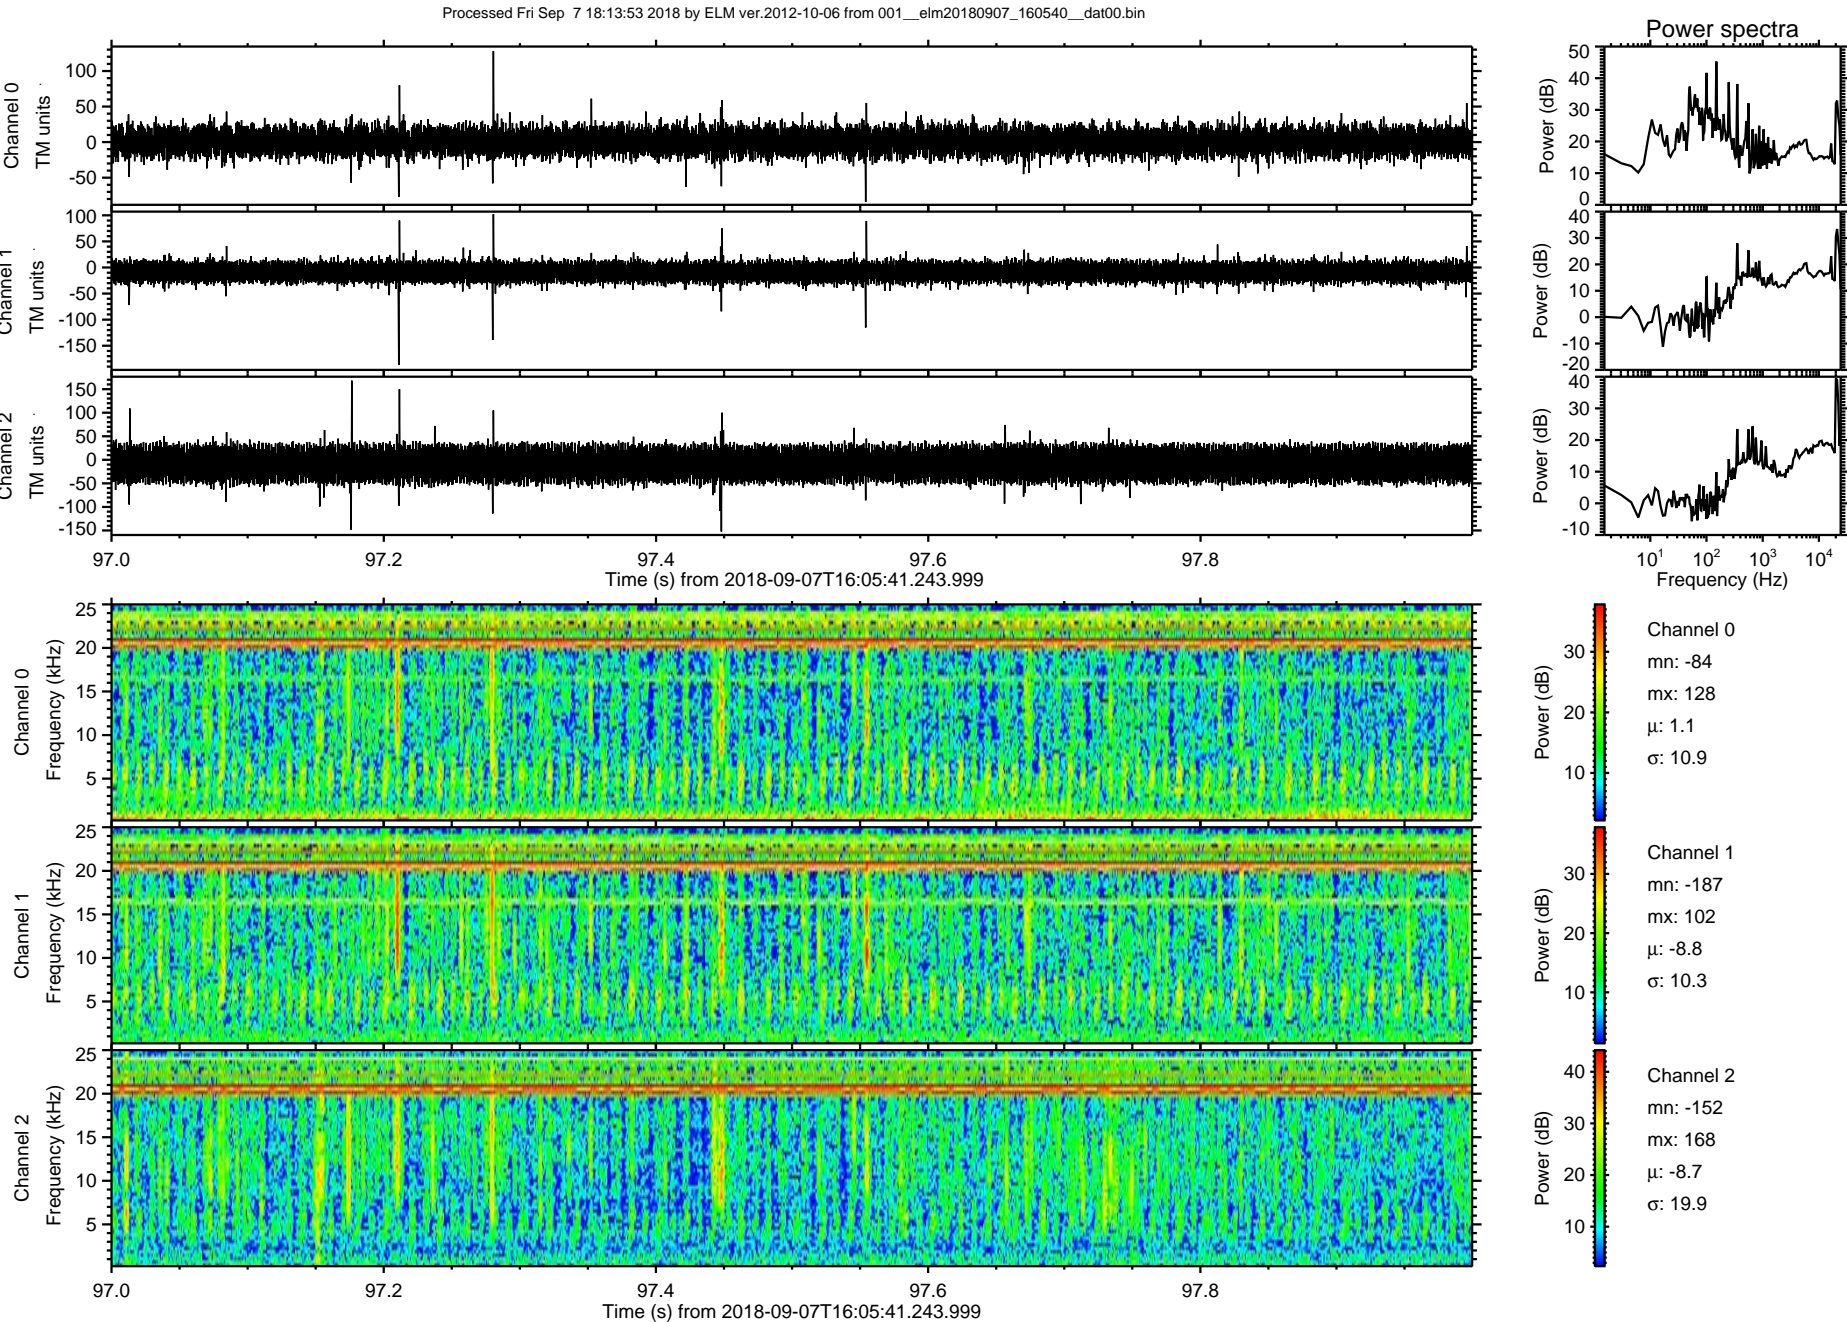 Processed Fri Sep  7 18:13:53 2018 by ELM ver.2012-10-06 from 001__elm20180907_160540__dat00.bin
Power spectra
Channel 0
TM units
100
50
0
-50
Power (dB)
50
40
30
20
10
0
Channel 1
TM units
100
50
0
-50
-100
-150
Power (dB)
40
30
20
10
0
-10
-20
Channel 2
TM units
150
100
50
0
-50
-100
-150
Power (dB)
40
30
20
10
0
-10
97.0 97.2 97.4 97.6 97.8
Time (s) from 2018-09-07T16:05:41.243.999
10¹ 10² 10³ 10⁴
Frequency (Hz)
Channel 0
Frequency (kHz)
25
20
15
10
5
Power (dB)
30
20
10
Channel 0
mn: -84
mx: 128
μ: 1.1
σ: 10.9
Channel 1
Frequency (kHz)
25
20
15
10
5
Power (dB)
30
20
10
Channel 1
mn: -187
mx: 102
μ: -8.8
σ: 10.3
Channel 2
Frequency (kHz)
25
20
15
10
5
Power (dB)
40
30
20
10
Channel 2
mn: -152
mx: 168
μ: -8.7
σ: 19.9
97.0 97.2 97.4 97.6 97.8
Time (s) from 2018-09-07T16:05:41.243.999